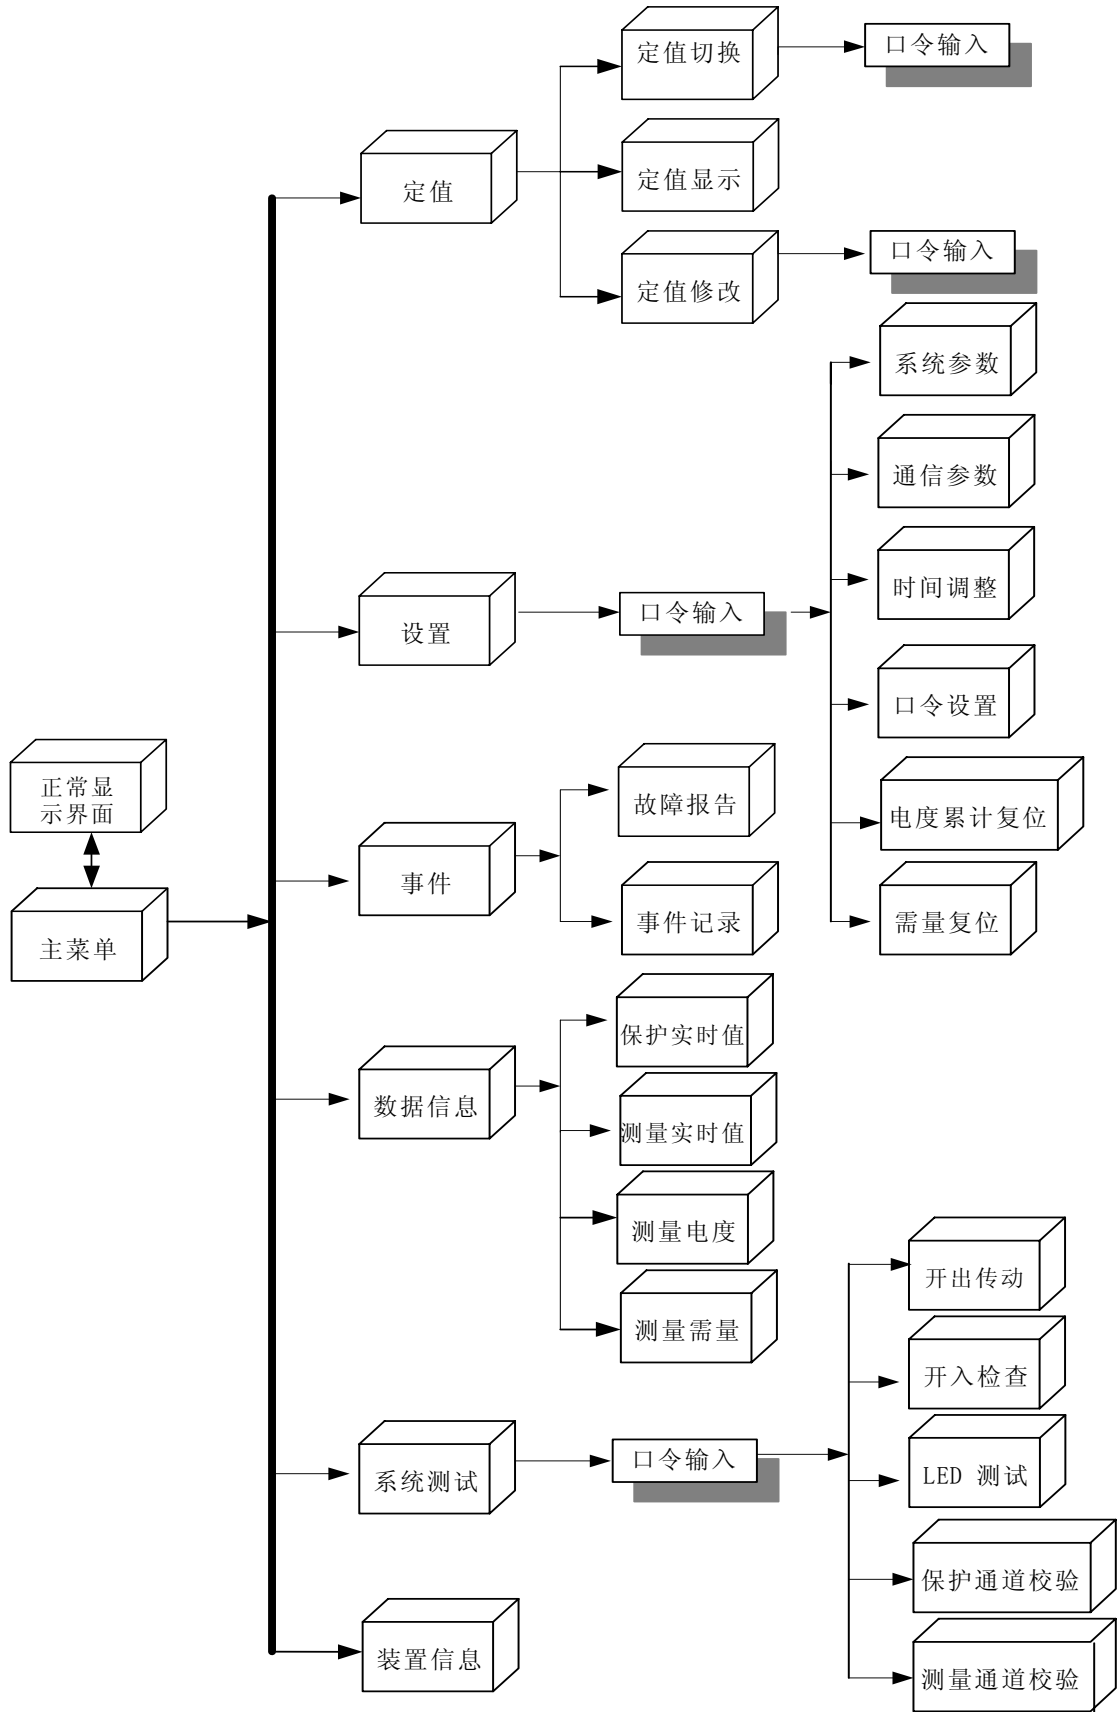 定值切换
口令输入
定值
定值显示
定值修改
口令输入
系统参数
通信参数
时间调整
设置
口令输入
口令设置
正常显
示界面
故障报告
电度累计复位
事件
事件记录
需量复位
主菜单
保护实时值
数据信息
测量实时值
测量电度
测量需量
开出传动
开入检查
系统测试
口令输入
LED 测试
保护通道校验
装置信息
测量通道校验